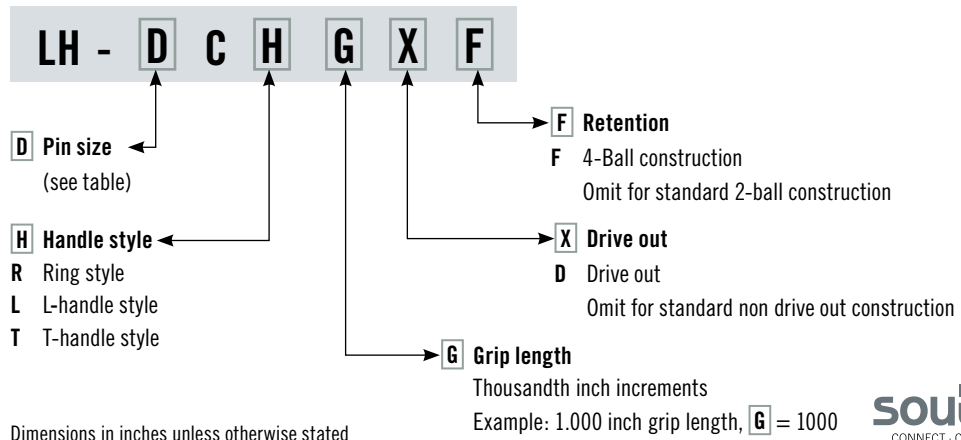 LH - D C H G X F
D Pin size
(see table)
H Handle style
R Ring style
L L-handle style
T T-handle style
F Retention
F 4-Ball construction
Omit for standard 2-ball construction
X Drive out
D Drive out
Omit for standard non drive out construction
G Grip length
Thousandth inch increments
Example: 1.000 inch grip length, G = 1000
Dimensions in inches unless otherwise stated